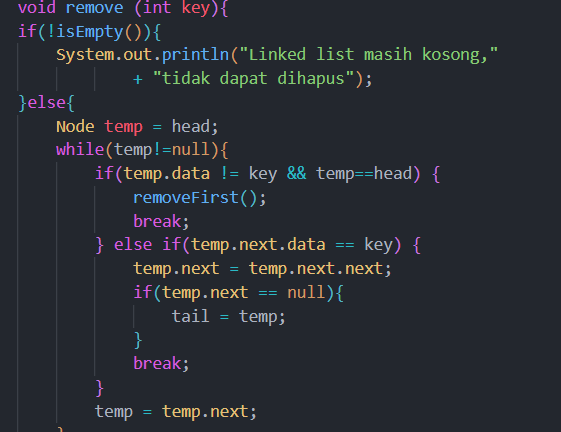 void remove (int key){
if(!isEmpty()){
    System.out.println("Linked list masih kosong,"
            + "tidak dapat dihapus");
}else{
    Node temp = head;
    while(temp!=null){
        if(temp.data != key && temp==head) {
            removeFirst();
            break;
        } else if(temp.next.data == key) {
            temp.next = temp.next.next;
            if(temp.next == null){
                tail = temp;
            }
            break;
        }
        temp = temp.next;
    }